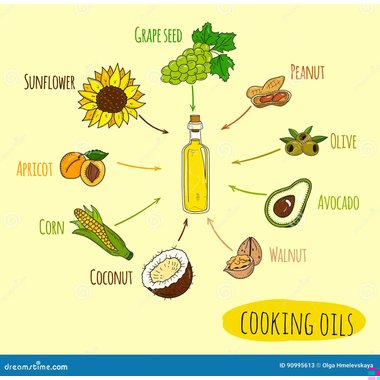 GRAPE SEED
PEANUT
SUNFLOWER
OLIVE
APRICOT
AVOCADO
CORN
WALNUT
COCONUT
COOKING OILS
dreamstime.com
ID 90995613 © Olga Hmelevskaya